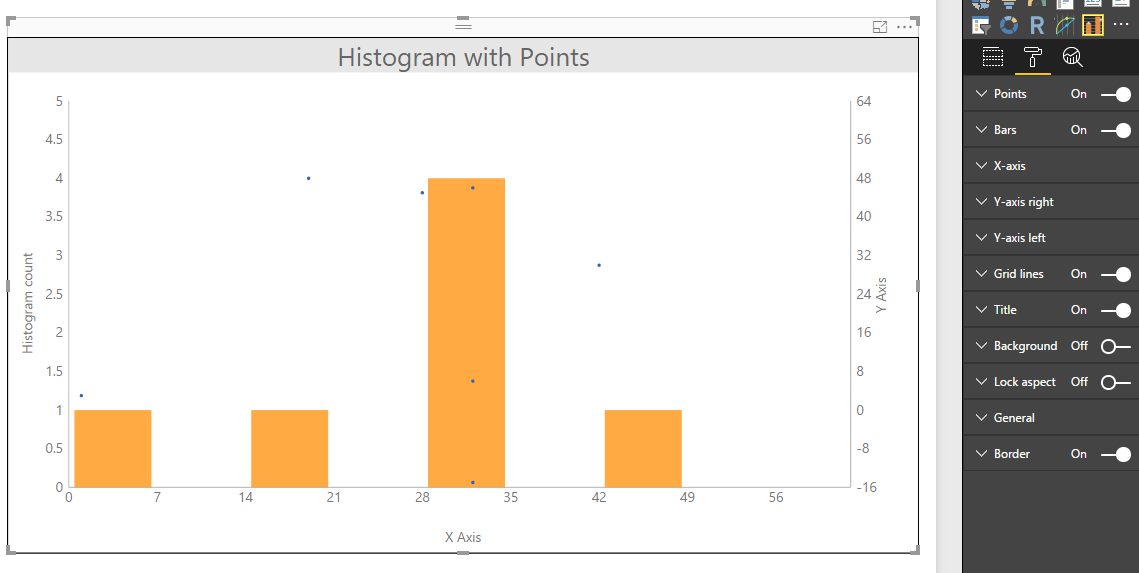 Histogram with Points
5
4.5
4
3.5
3
2.5
2
1.5
1
0.5
0
Histogram count
64
56
48
40
32
24
16
8
0
-8
-16
Y Axis
0 7 14 21 28 35 42 49 56
X Axis
R
Points On
Bars On
X-axis
Y-axis right
Y-axis left
Grid lines On
Title On
Background Off
Lock aspect Off
General
Border On